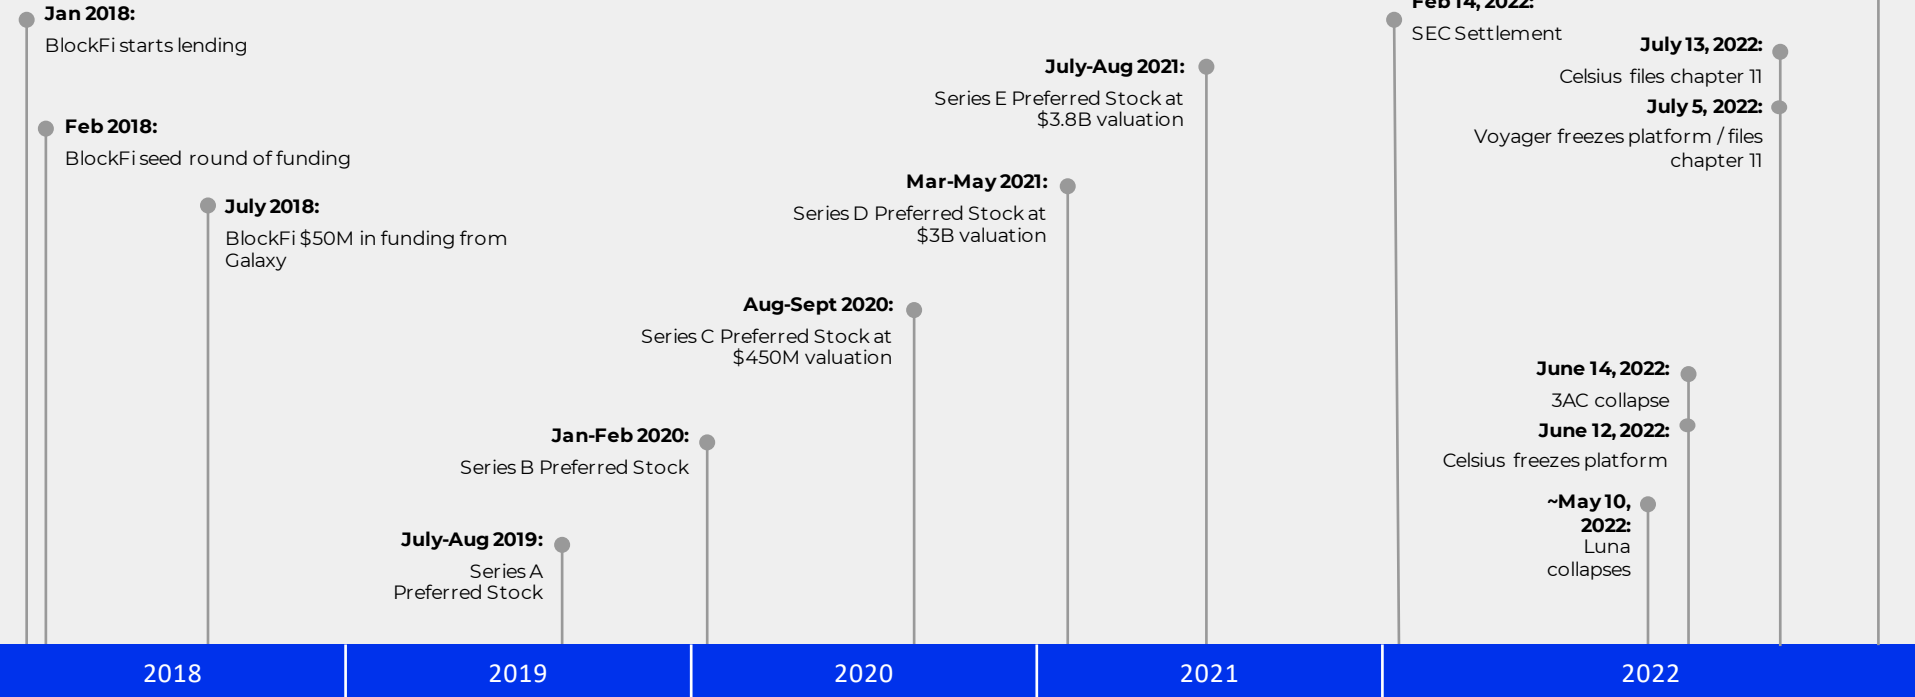 Jan 2018:
BlockFi starts lending
Feb 2018:
BlockFi seed round of funding
July 2018:
BlockFi $50M in funding from
Galaxy
July-Aug 2019:
Series A
Preferred Stock
Jan-Feb 2020:
Series B Preferred Stock
Aug-Sept 2020:
Series C Preferred Stock at
$450M valuation
Mar-May 2021:
Series D Preferred Stock at
$3B valuation
July-Aug 2021:
Series E Preferred Stock at
$3.8B valuation
Feb 14, 2022:
SEC Settlement
July 13, 2022:
Celsius files chapter 11
July 5, 2022:
Voyager freezes platform / files
chapter 11
June 14, 2022:
3AC collapse
June 12, 2022:
Celsius freezes platform
~May 10,
2022:
Luna
collapses
2018
2019
2020
2021
2022